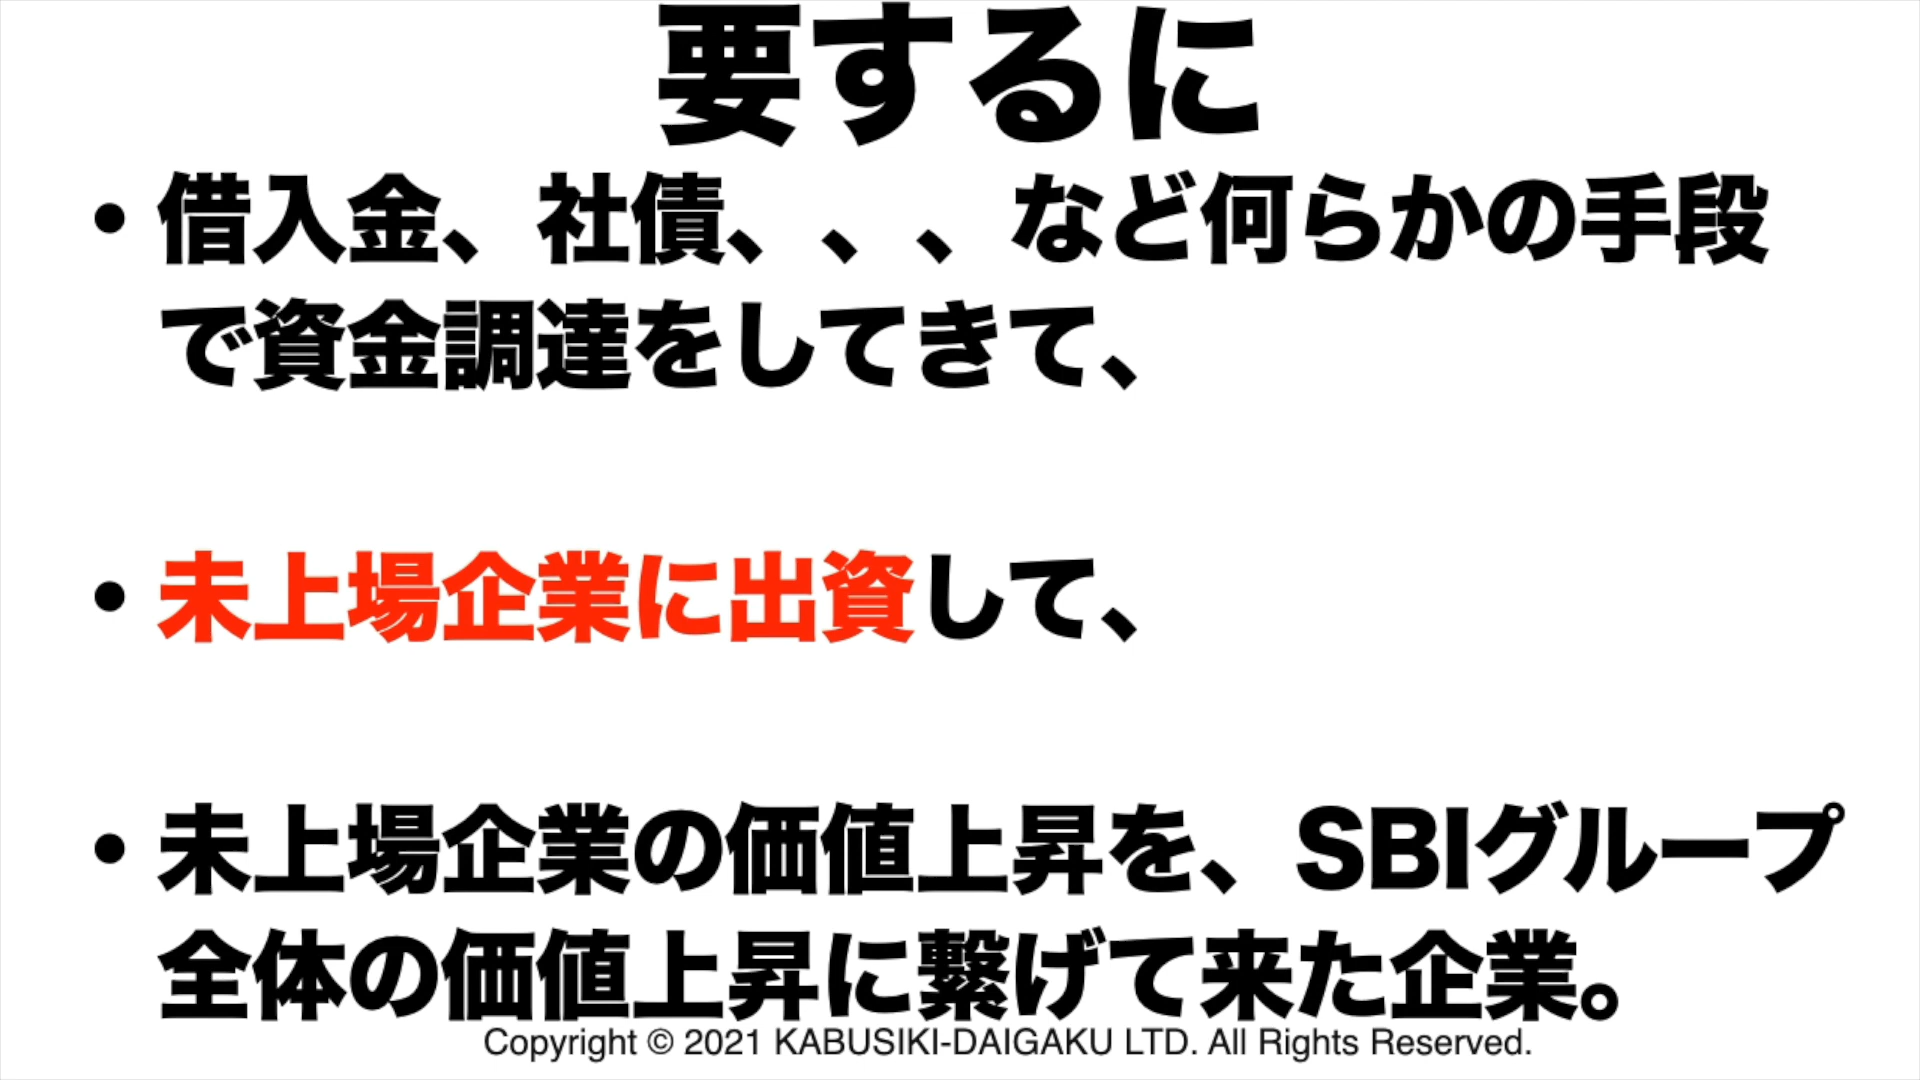 要するに
• 借入金、社債、、、など何らかの手段
で資金調達をしてきて、
• 未上場企業に出資して、
• 未上場企業の価値上昇を、SBIグループ
全体の価値上昇に繋げて来た企業。
Copyright © 2021 KABUSIKI-DAIGAKU LTD. All Rights Reserved.